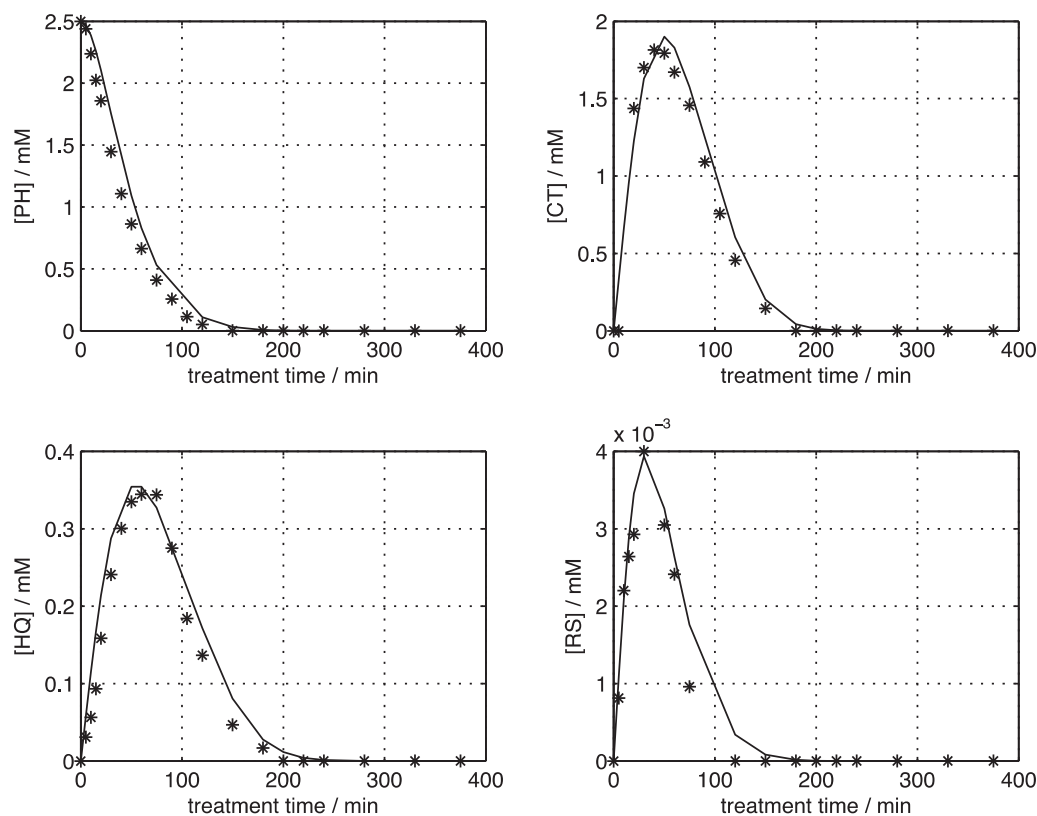 2.5
2
1.5
1
0.5
0
[PH] / mM
0 100 200 300 400
treatment time / min
2
1.5
1
0.5
0
[CT] / mM
0 100 200 300 400
treatment time / min
0.4
0.3
0.2
0.1
0
[HQ] / mM
0 100 200 300 400
treatment time / min
x 10⁻³
4
3
2
1
0
[RS] / mM
0 100 200 300 400
treatment time / min